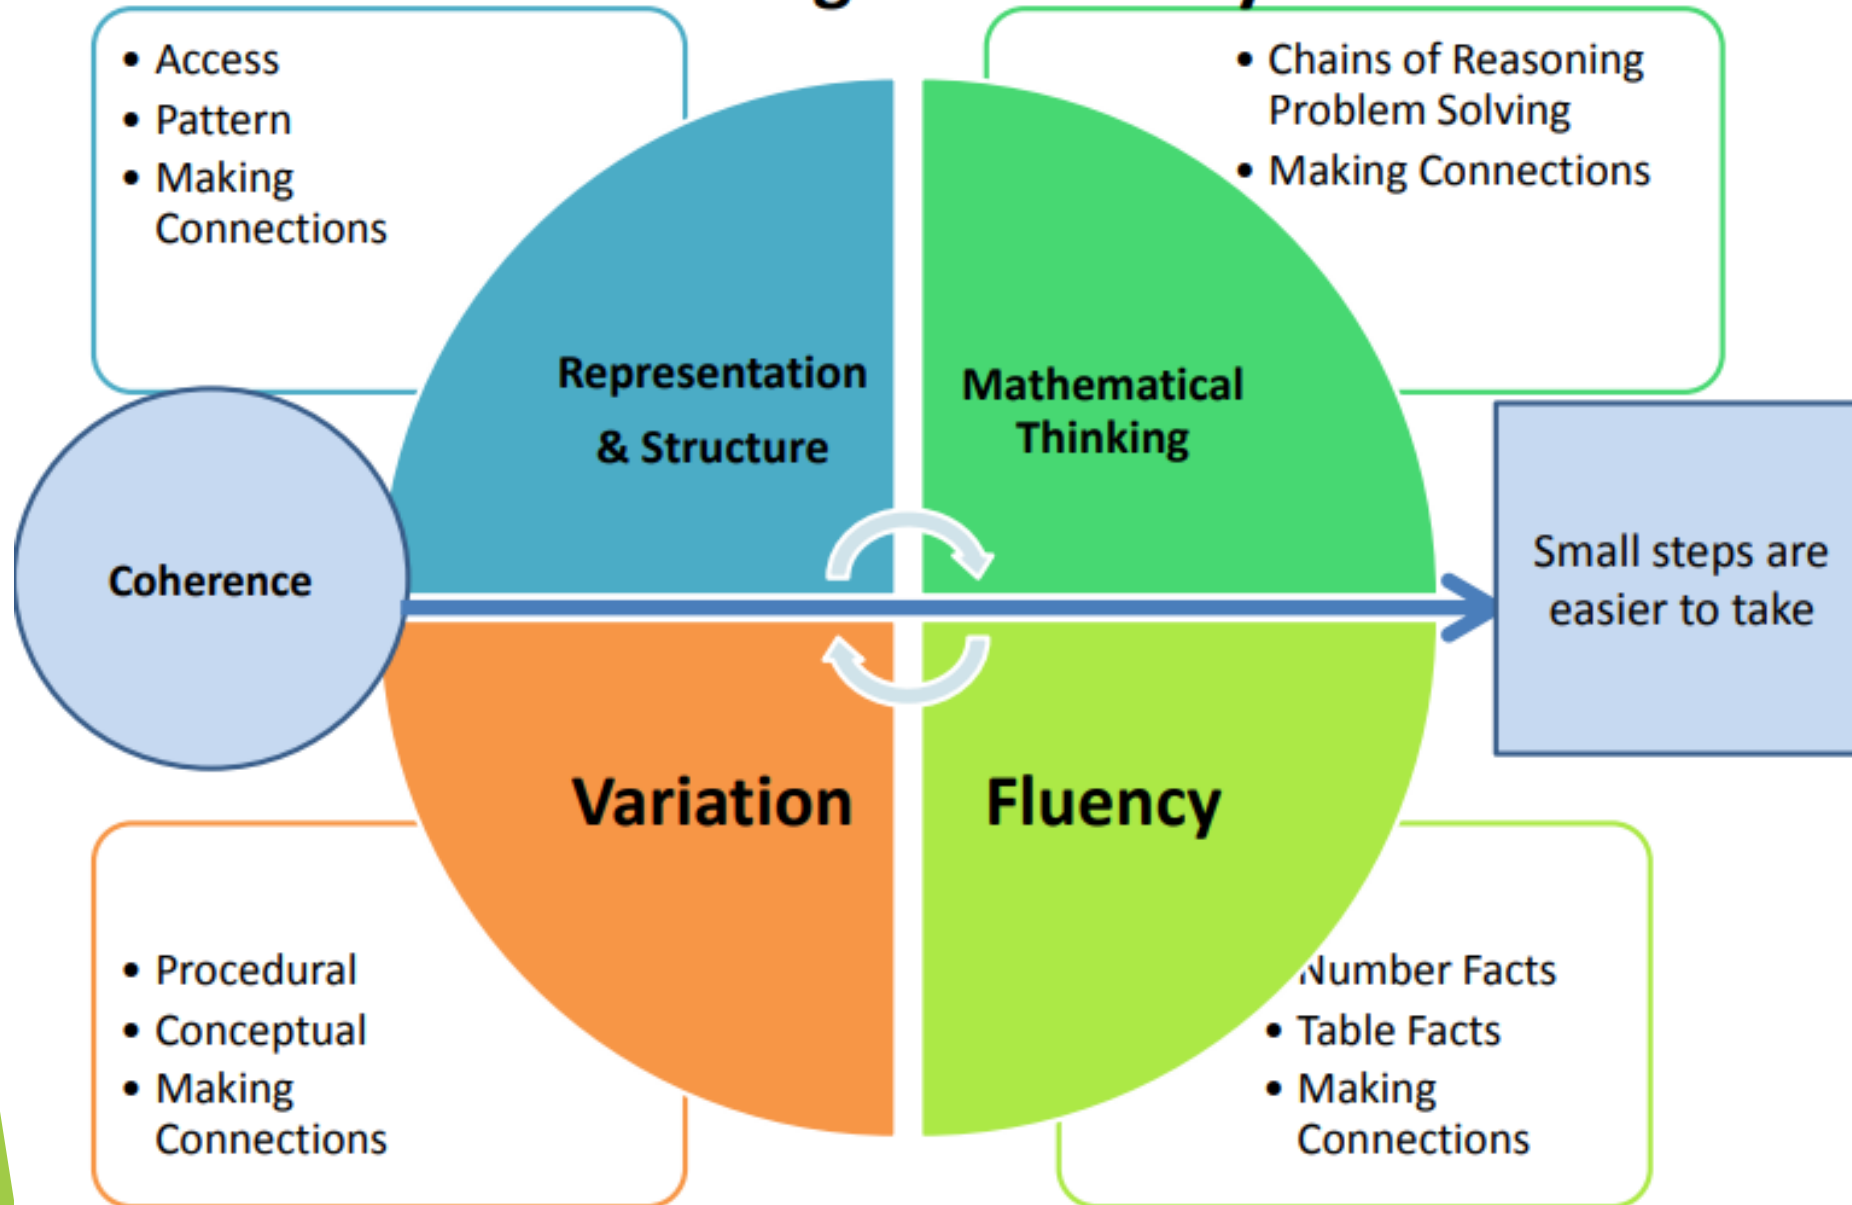 • Access
• Pattern
• Making
Connections
• Chains of Reasoning
Problem Solving
• Making Connections
Representation
& Structure
Mathematical
Thinking
Coherence
Small steps are
easier to take
Variation
Fluency
• Procedural
• Conceptual
• Making
Connections
Number Facts
• Table Facts
• Making
Connections